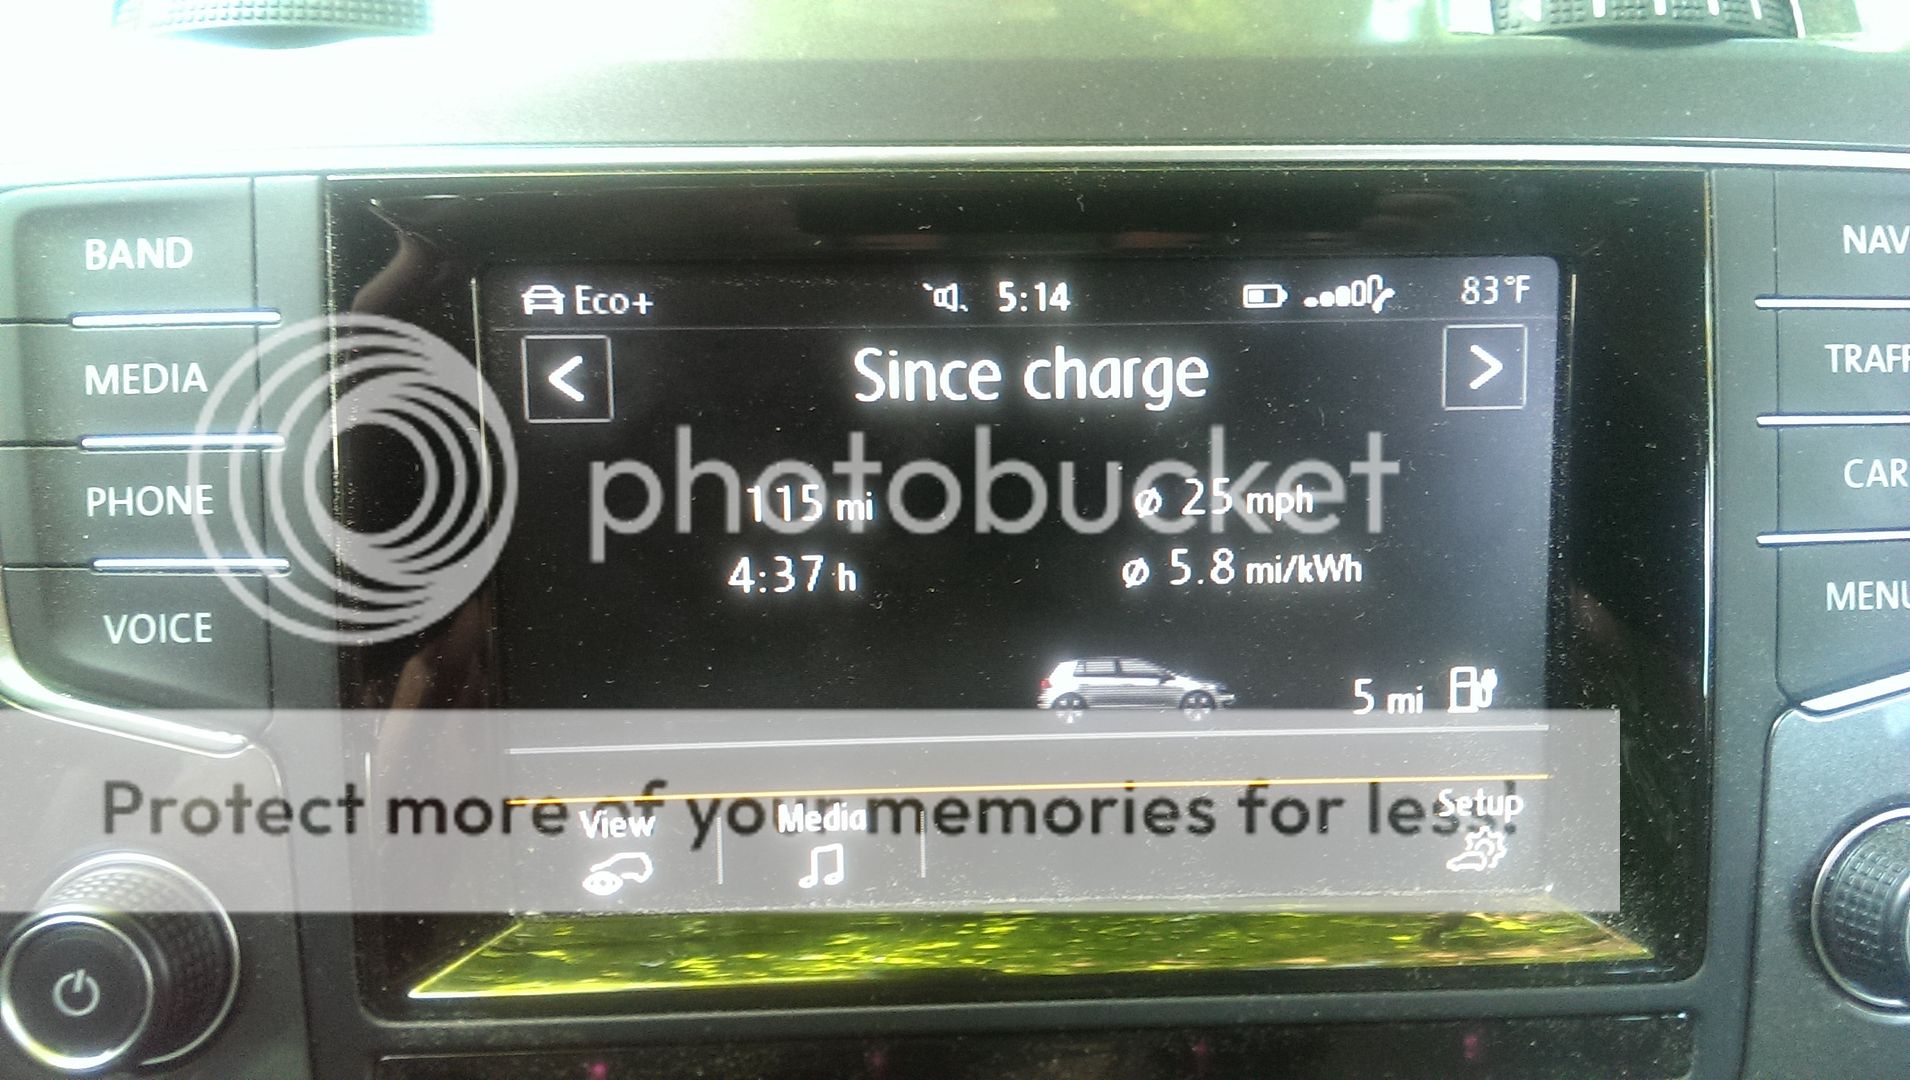 BAND
MEDIA
PHONE
VOICE
Eco+
5:14
83°F
<
Since charge
>
115 mi
ø 25 mph
4:37 h
ø 5.8 mi/kWh
5 mi
View
Media
Setup
NAV
TRAFF
CAR
MENU
photobucket
Protect more of your memories for less!